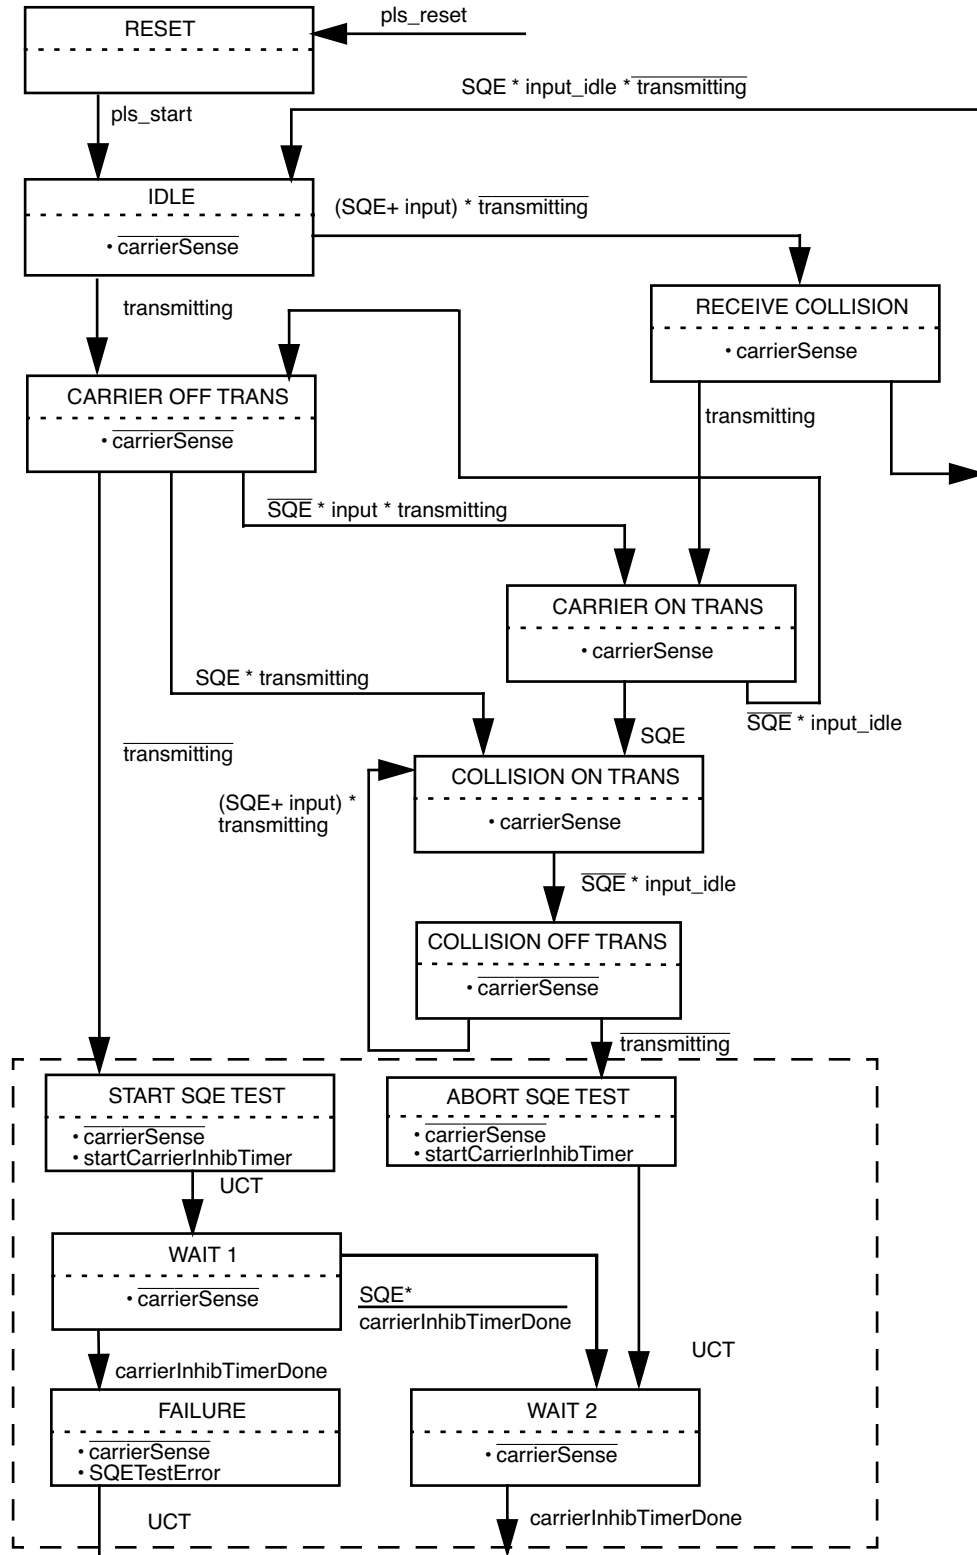 pls_reset
RESET
SQE * input_idle * transmitting
pls_start
IDLE
(SQE+ input) * transmitting
• carrierSense
transmitting
RECEIVE COLLISION
• carrierSense
CARRIER OFF TRANS
transmitting
• carrierSense
SQE * input * transmitting
CARRIER ON TRANS
• carrierSense
SQE * transmitting
SQE * input_idle
SQE
transmitting
COLLISION ON TRANS
(SQE+ input) *
transmitting
• carrierSense
SQE * input_idle
COLLISION OFF TRANS
• carrierSense
transmitting
START SQE TEST
• carrierSense
• startCarrierInhibTimer
ABORT SQE TEST
• carrierSense
• startCarrierInhibTimer
UCT
WAIT 1
• carrierSense
SQE*
carrierInhibTimerDone
UCT
carrierInhibTimerDone
FAILURE
• carrierSense
• SQETestError
WAIT 2
• carrierSense
UCT
carrierInhibTimerDone